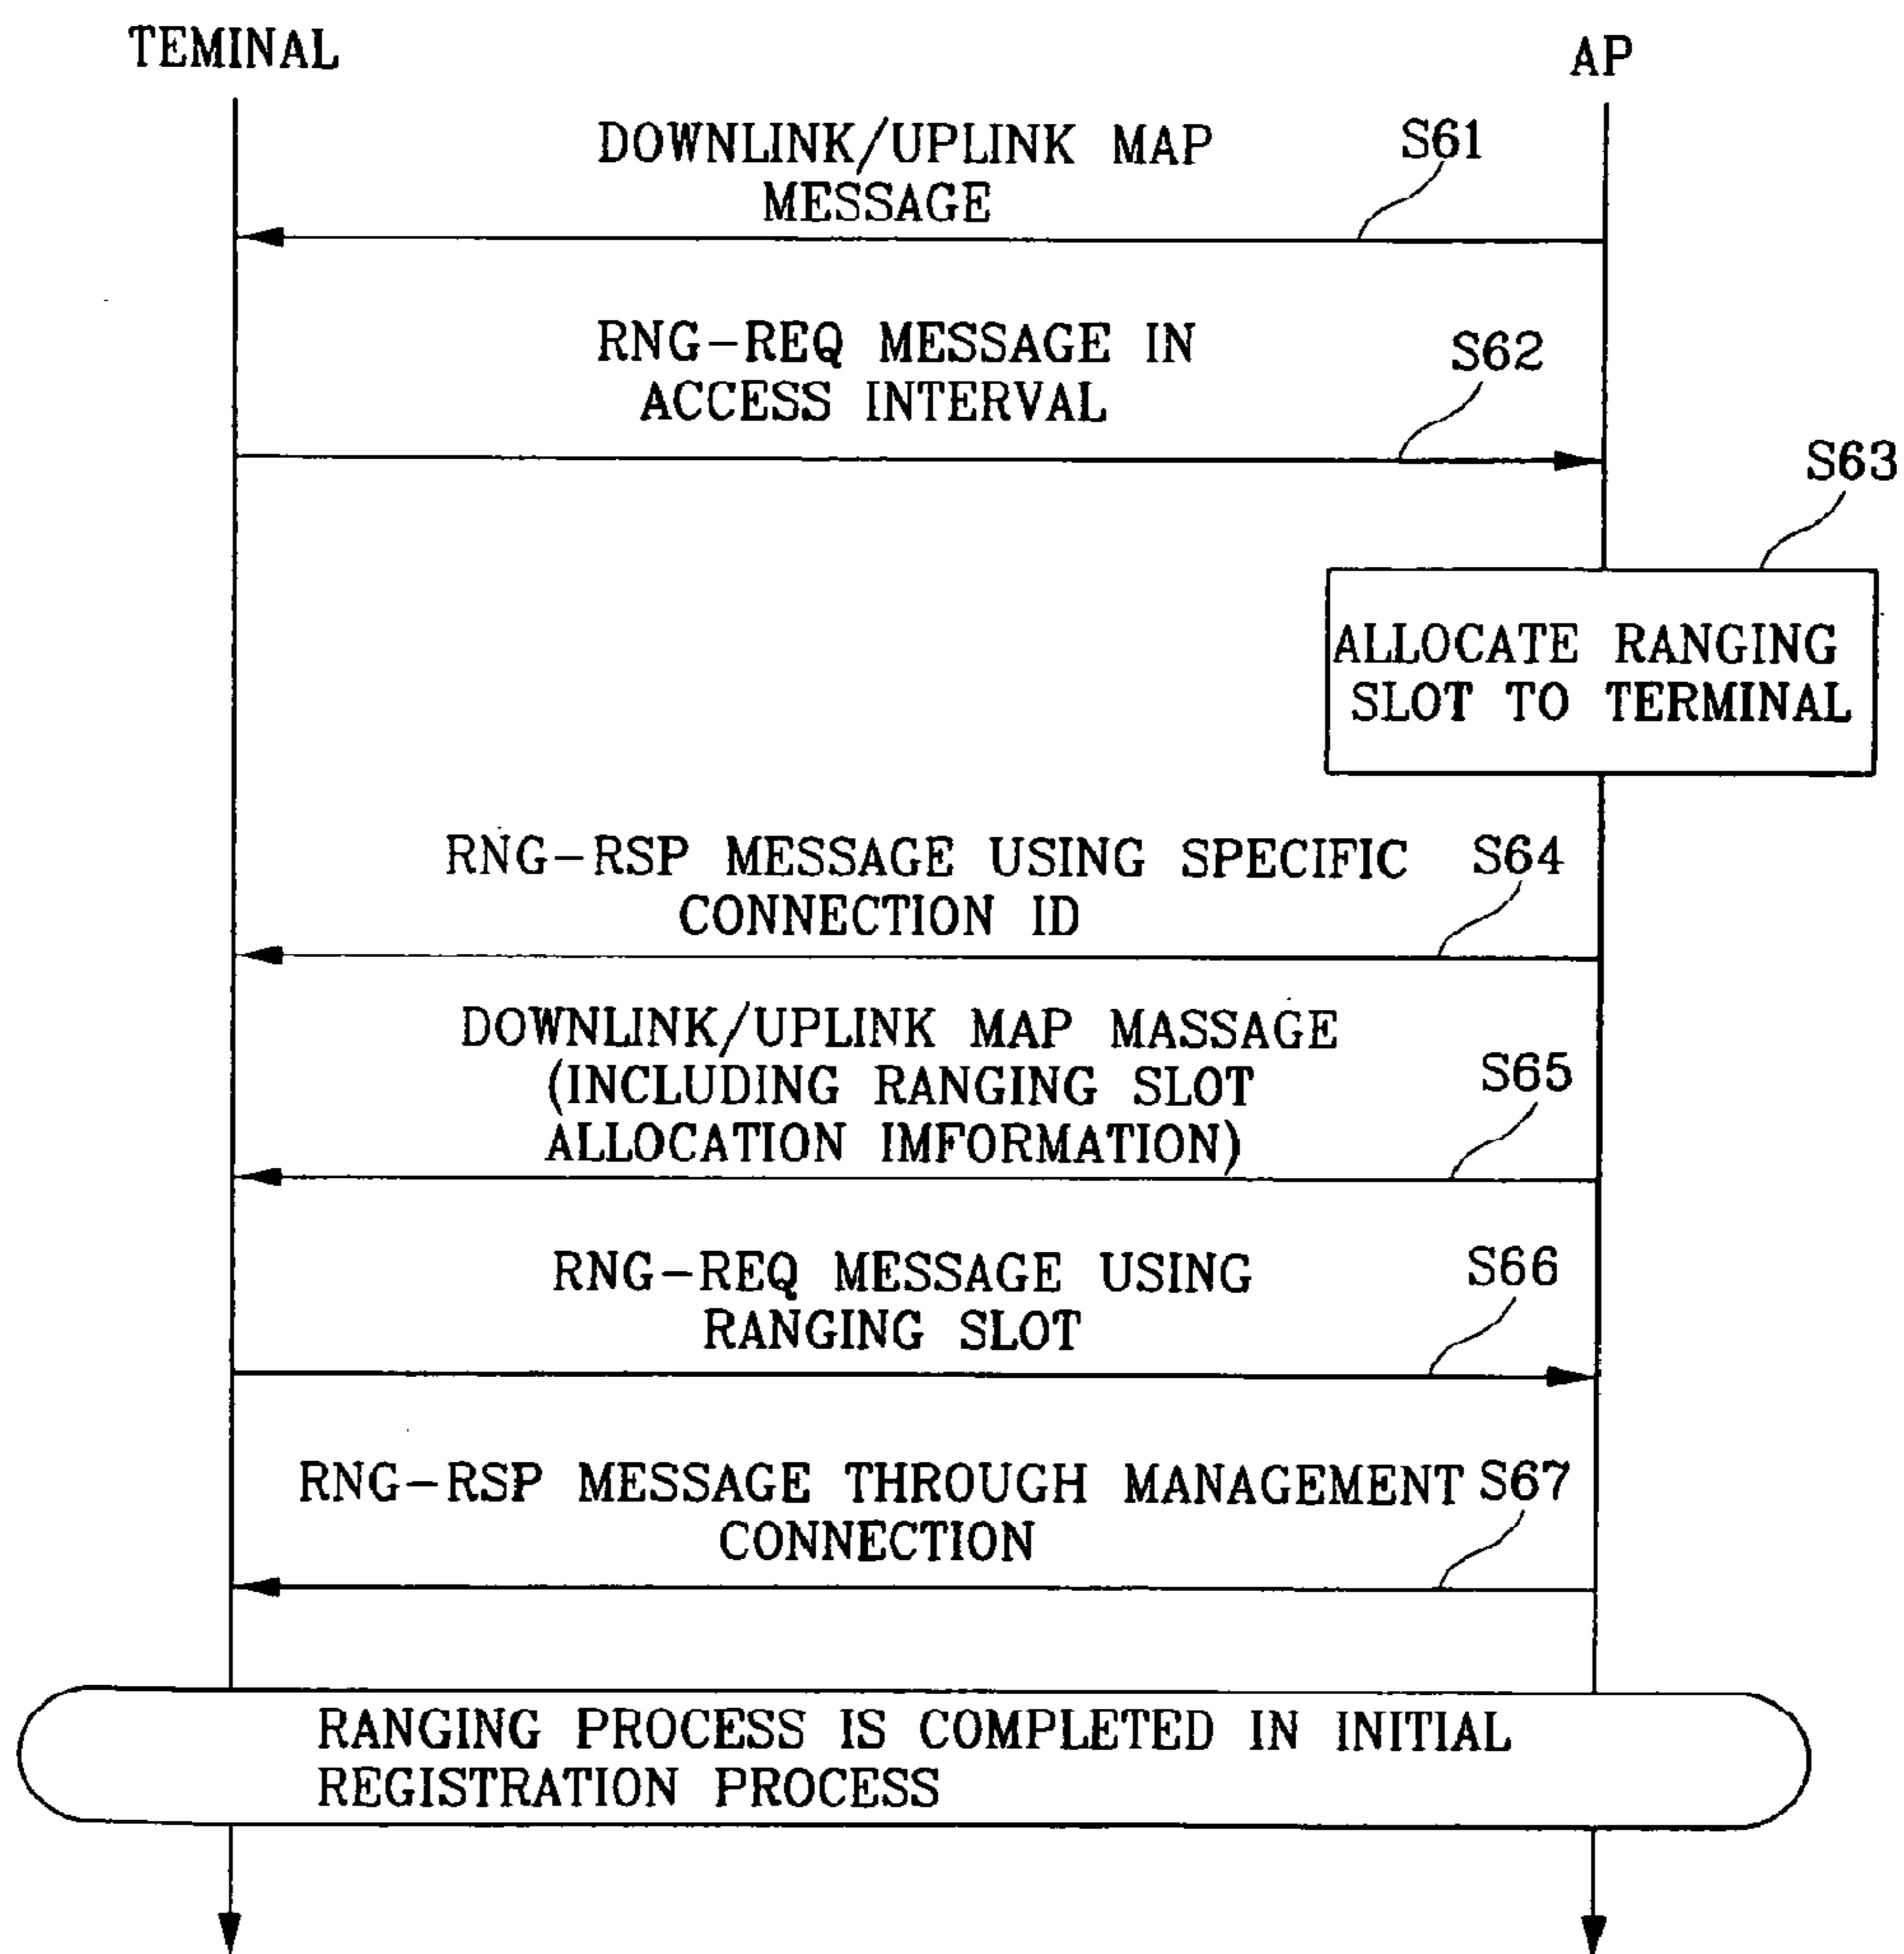 TEMINAL
AP
DOWNLINK/UPLINK MAP
MESSAGE
S61
RNG-REQ MESSAGE IN
ACCESS INTERVAL
S62
S63
ALLOCATE RANGING
SLOT TO TERMINAL
RNG-RSP MESSAGE USING SPECIFIC
CONNECTION ID
S64
DOWNLINK/UPLINK MAP MASSAGE
(INCLUDING RANGING SLOT
ALLOCATION IMFORMATION)
S65
RNG-REQ MESSAGE USING
RANGING SLOT
S66
RNG-RSP MESSAGE THROUGH MANAGEMENT
CONNECTION
S67
RANGING PROCESS IS COMPLETED IN INITIAL
REGISTRATION PROCESS